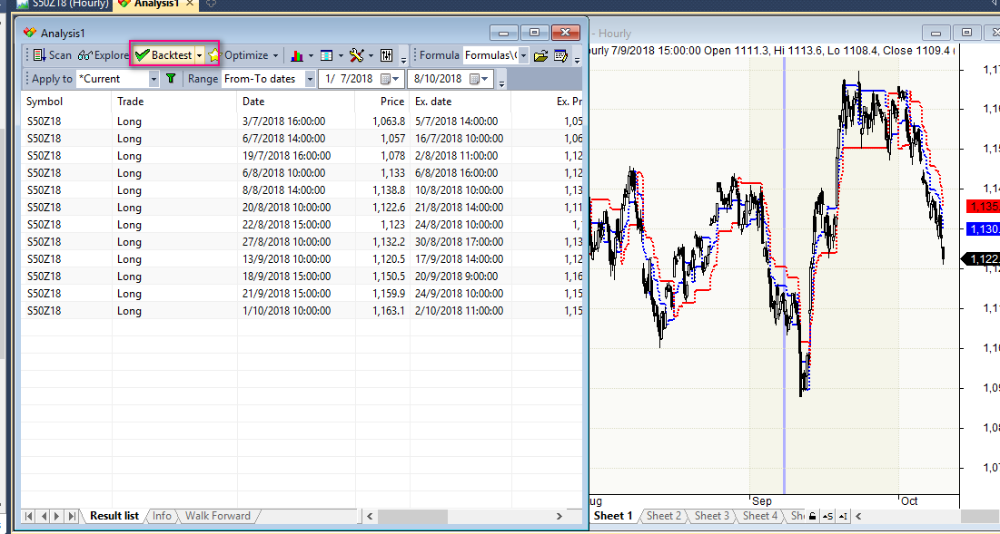 S50Z18 (Hourly) Analysis1
Analysis1
Scan Explore Backtest Optimize Formula Formulas\
Apply to *Current Range From-To dates 1/ 7/2018 8/10/2018
Symbol Trade Date Price Ex. date Ex. Pr
S50Z18 Long 3/7/2018 16:00:00 1,063.8 5/7/2018 14:00:00 1,05
S50Z18 Long 6/7/2018 14:00:00 1,057 16/7/2018 10:00:00 1,06
S50Z18 Long 19/7/2018 16:00:00 1,078 2/8/2018 11:00:00 1,12
S50Z18 Long 6/8/2018 10:00:00 1,133 6/8/2018 16:00:00 1,12
S50Z18 Long 8/8/2018 14:00:00 1,138.8 10/8/2018 10:00:00 1,13
S50Z18 Long 20/8/2018 10:00:00 1,122.6 21/8/2018 14:00:00 1,11
S50Z18 Long 22/8/2018 15:00:00 1,123 24/8/2018 10:00:00 1,
S50Z18 Long 27/8/2018 10:00:00 1,132.2 30/8/2018 17:00:00 1,13
S50Z18 Long 13/9/2018 10:00:00 1,120.5 17/9/2018 14:00:00 1,12
S50Z18 Long 18/9/2018 15:00:00 1,150.5 20/9/2018 9:00:00 1,16
S50Z18 Long 21/9/2018 15:00:00 1,159.9 24/9/2018 10:00:00 1,15
S50Z18 Long 1/10/2018 10:00:00 1,163.1 2/10/2018 11:00:00 1,15
Result list Info Walk Forward
- Hourly
ourly 7/9/2018 15:00:00 Open 1111.3, Hi 1113.6, Lo 1108.4, Close 1109.4 (
1,17
1,16
1,15
1,14
1,135
1,130
1,122
1,12
1,11
1,10
1,09
1,08
1,07
ug Sep Oct
Sheet 1 Sheet 2 Sheet 3 Sheet 4 Sh S I